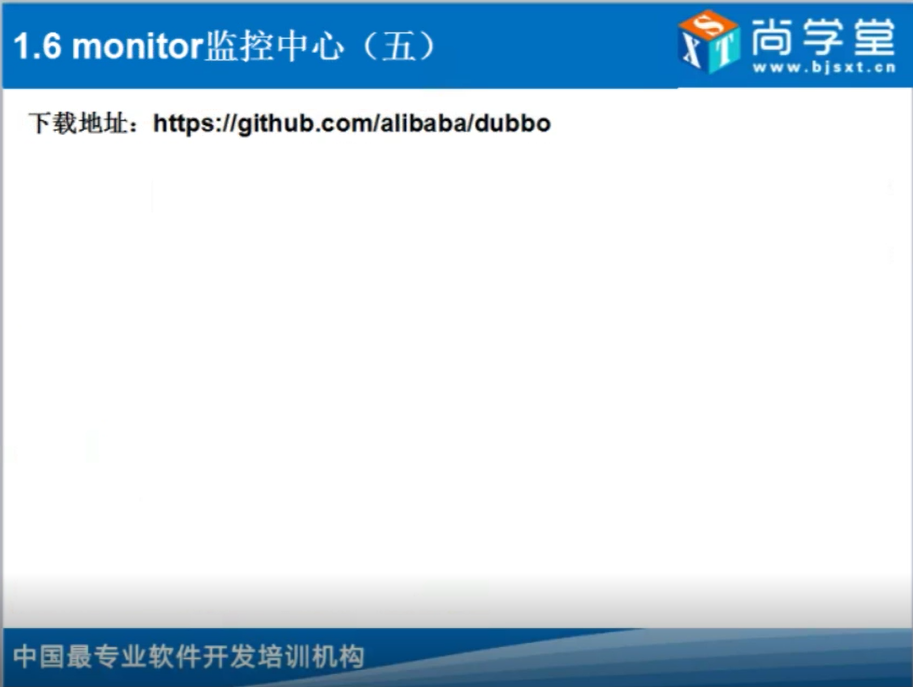 1.6 monitor监控中心（五）
XST
尚学堂
www.bjsxt.cn
下载地址：https://github.com/alibaba/dubbo
中国最专业软件开发培训机构